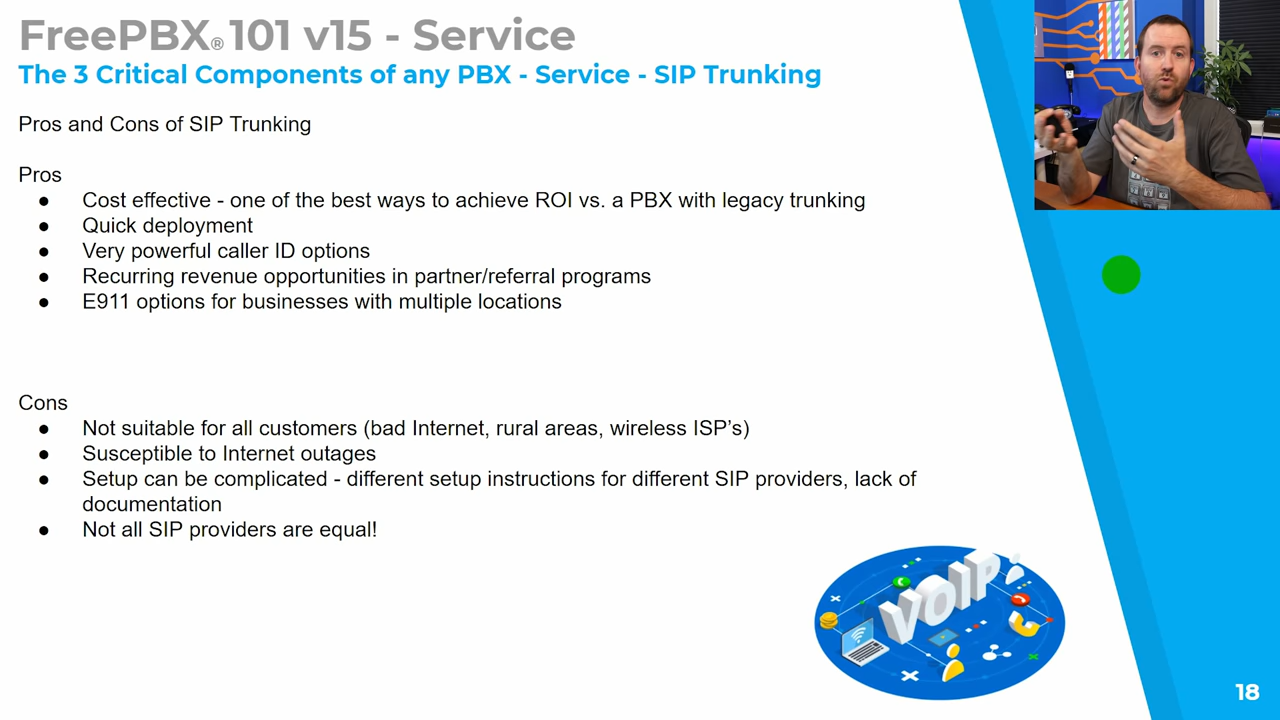 FreePBX® 101 v15 - Service
The 3 Critical Components of any PBX - Service - SIP Trunking
Pros and Cons of SIP Trunking
Pros
● Cost effective - one of the best ways to achieve ROI vs. a PBX with legacy trunking
● Quick deployment
● Very powerful caller ID options
● Recurring revenue opportunities in partner/referral programs
● E911 options for businesses with multiple locations
Cons
● Not suitable for all customers (bad Internet, rural areas, wireless ISP’s)
● Susceptible to Internet outages
● Setup can be complicated - different setup instructions for different SIP providers, lack of
documentation
● Not all SIP providers are equal!
VOIP
18